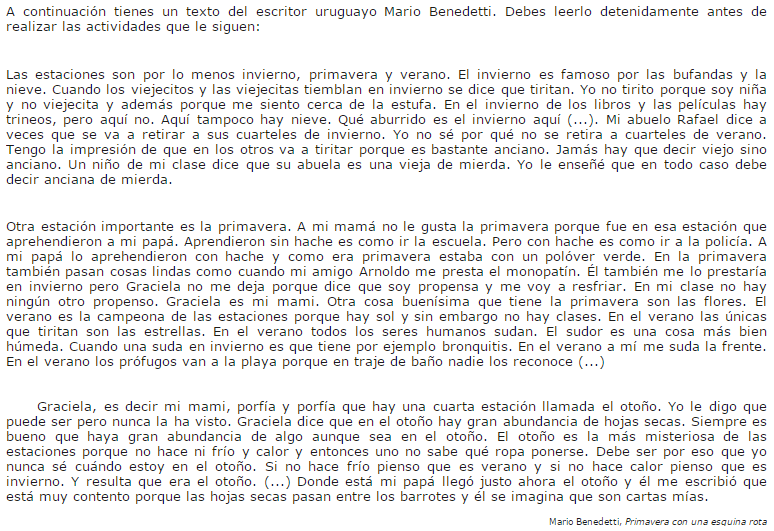 A continuación tienes un texto del escritor uruguayo Mario Benedetti. Debes leerlo detenidamente antes de
realizar las actividades que le siguen:
Las estaciones son por lo menos invierno, primavera y verano. El invierno es famoso por las bufandas y la
nieve. Cuando los viejecitos y las viejecitas tiemblan en invierno se dice que tiritan. Yo no tirito porque soy niña
y no viejecita y además porque me siento cerca de la estufa. En el invierno de los libros y las películas hay
trineos, pero aquí no. Aquí tampoco hay nieve. Qué aburrido es el invierno aquí (...). Mi abuelo Rafael dice a
veces que se va a retirar a sus cuarteles de invierno. Yo no sé por qué no se retira a cuarteles de verano.
Tengo la impresión de que en los otros va a tiritar porque es bastante anciano. Jamás hay que decir viejo sino
anciano. Un niño de mi clase dice que su abuela es una vieja de mierda. Yo le enseñé que en todo caso debe
decir anciana de mierda.
Otra estación importante es la primavera. A mi mamá no le gusta la primavera porque fue en esa estación que
aprehendieron a mi papá. Aprendieron sin hache es como ir la escuela. Pero con hache es como ir a la policía. A
mi papá lo aprehendieron con hache y como era primavera estaba con un polóver verde. En la primavera
también pasan cosas lindas como cuando mi amigo Arnoldo me presta el monopatín. Él también me lo prestaría
en invierno pero Graciela no me deja porque dice que soy propensa y me voy a resfriar. En mi clase no hay
ningún otro propenso. Graciela es mi mami. Otra cosa buenísima que tiene la primavera son las flores. El
verano es la campeona de las estaciones porque hay sol y sin embargo no hay clases. En el verano las únicas
que tiritan son las estrellas. En el verano todos los seres humanos sudan. El sudor es una cosa más bien
húmeda. Cuando una suda en invierno es que tiene por ejemplo bronquitis. En el verano a mí me suda la frente.
En el verano los prófugos van a la playa porque en traje de baño nadie los reconoce (...)
Graciela, es decir mi mami, porfía y porfía que hay una cuarta estación llamada el otoño. Yo le digo que
puede ser pero nunca la ha visto. Graciela dice que en el otoño hay gran abundancia de hojas secas. Siempre es
bueno que haya gran abundancia de algo aunque sea en el otoño. El otoño es la más misteriosa de las
estaciones porque no hace ni frío y calor y entonces uno no sabe qué ropa ponerse. Debe ser por eso que yo
nunca sé cuándo estoy en el otoño. Si no hace frío pienso que es verano y si no hace calor pienso que es
invierno. Y resulta que era el otoño. (...) Donde está mi papá llegó justo ahora el otoño y él me escribió que
está muy contento porque las hojas secas pasan entre los barrotes y él se imagina que son cartas mías.
Mario Benedetti, Primavera con una esquina rota